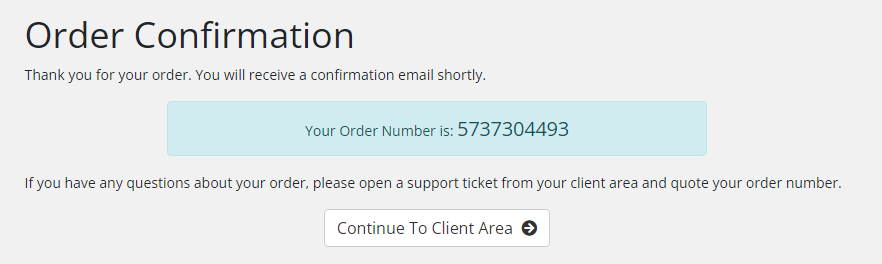 Order Confirmation
Thank you for your order. You will receive a confirmation email shortly.
Your Order Number is: 5737304493
If you have any questions about your order, please open a support ticket from your client area and quote your order number.
Continue To Client Area